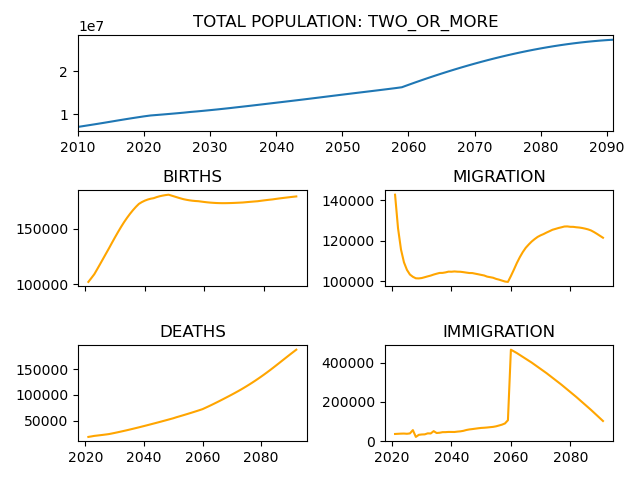 TOTAL POPULATION: TWO_OR_MORE
1e7
2
1
2010 2020 2030 2040 2050 2060 2070 2080 2090
BIRTHS
150000
100000
MIGRATION
140000
120000
100000
DEATHS
150000
100000
50000
2020 2040 2060 2080
IMMIGRATION
400000
200000
0
2020 2040 2060 2080